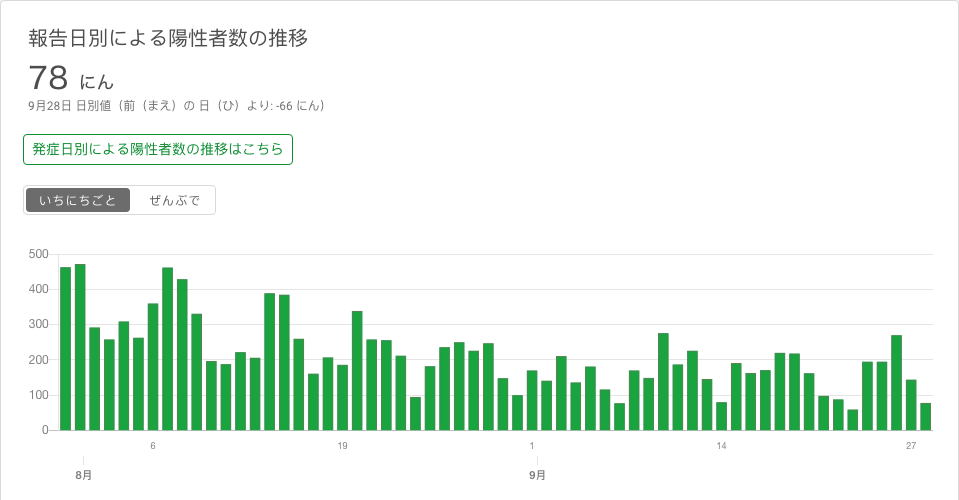 報告日別による陽性者数の推移
78 にん
9月28日 日別値（前（まえ）の 日（ひ）より: -66 にん）
発症日別による陽性者数の推移はこちら
いちにちごと ぜんぶで
500
400
300
200
100
0
6 19 1 14 27
8月 9月